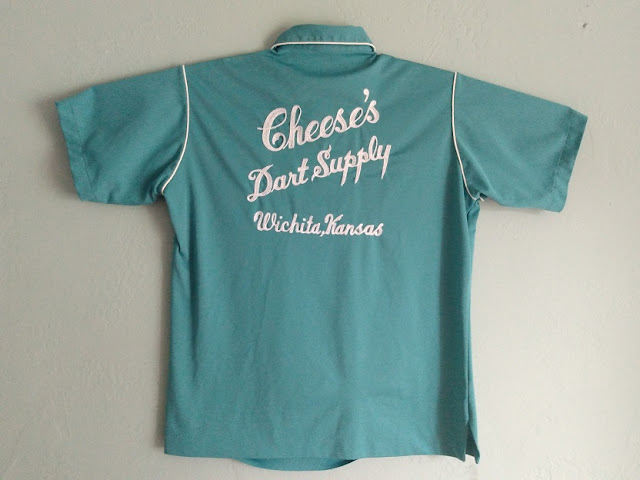 Cheese's
Dart Supply
Wichita, Kansas